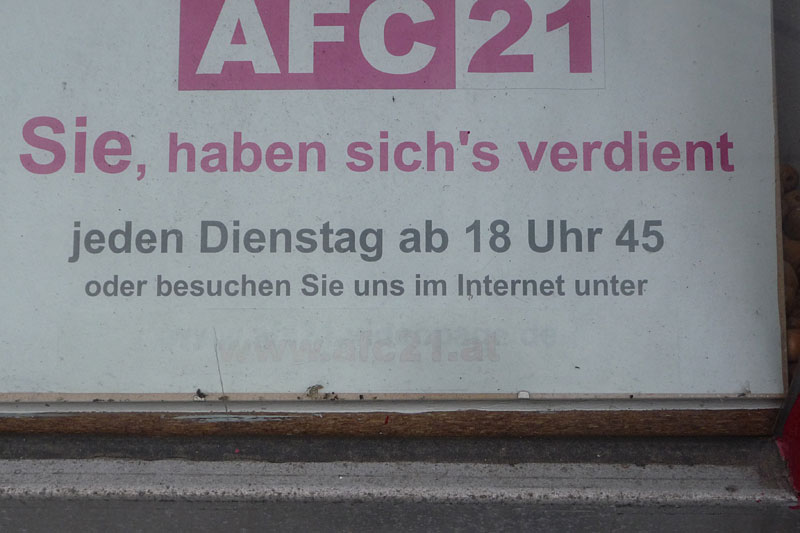 AFC 21
Sie, haben sich's verdient
jeden Dienstag ab 18 Uhr 45
oder besuchen Sie uns im Internet unter
www.afc21.at